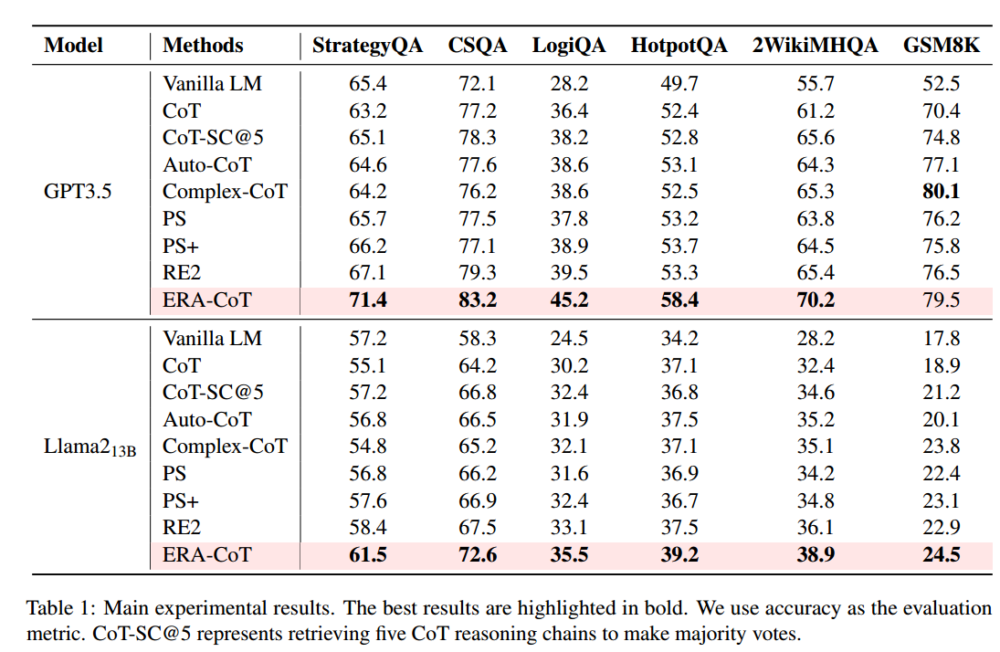 Model Methods StrategyQA CSQA LogiQA HotpotQA 2WikiMHQA GSM8K
Vanilla LM 65.4 72.1 28.2 49.7 55.7 52.5
CoT 63.2 77.2 36.4 52.4 61.2 70.4
CoT-SC@5 65.1 78.3 38.2 52.8 65.6 74.8
Auto-CoT 64.6 77.6 38.6 53.1 64.3 77.1
GPT3.5 Complex-CoT 64.2 76.2 38.6 52.5 65.3 80.1
PS 65.7 77.5 37.8 53.2 63.8 76.2
PS+ 66.2 77.1 38.9 53.7 64.5 75.8
RE2 67.1 79.3 39.5 53.3 65.4 76.5
ERA-CoT 71.4 83.2 45.2 58.4 70.2 79.5
Vanilla LM 57.2 58.3 24.5 34.2 28.2 17.8
CoT 55.1 64.2 30.2 37.1 32.4 18.9
CoT-SC@5 57.2 66.8 32.4 36.8 34.6 21.2
Auto-CoT 56.8 66.5 31.9 37.5 35.2 20.1
Llama213B Complex-CoT 54.8 65.2 32.1 37.1 35.1 23.8
PS 56.8 66.2 31.6 36.9 34.2 22.4
PS+ 57.6 66.9 32.4 36.7 34.8 23.1
RE2 58.4 67.5 33.1 37.5 36.1 22.9
ERA-CoT 61.5 72.6 35.5 39.2 38.9 24.5
Table 1: Main experimental results. The best results are highlighted in bold. We use accuracy as the evaluation
metric. CoT-SC@5 represents retrieving five CoT reasoning chains to make majority votes.